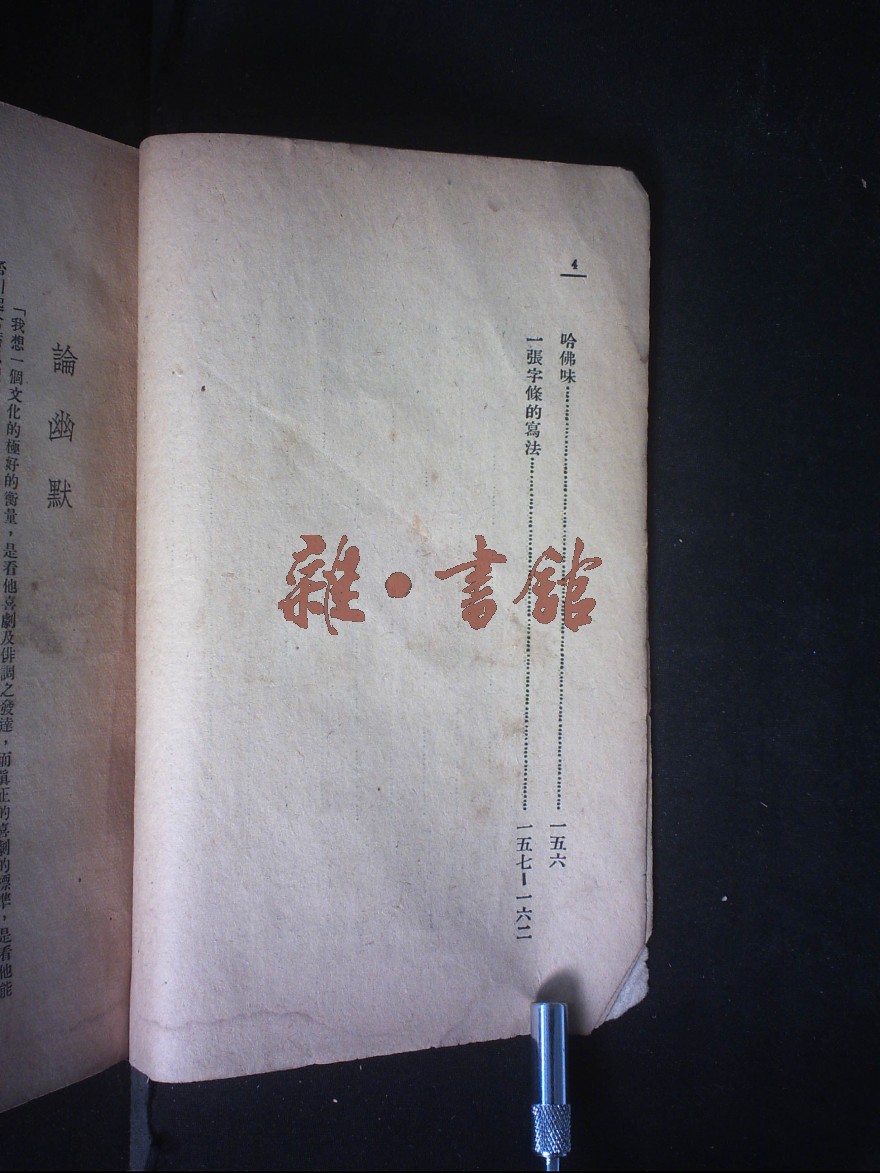 4
哈佛味……一五六
一張字條的寫法……一五七—一六二
雜·書館
論幽默
「我想一個文化的極好的衡量，是看他喜劇及俳調之發達，而眞正的喜劇的標準，是看他能